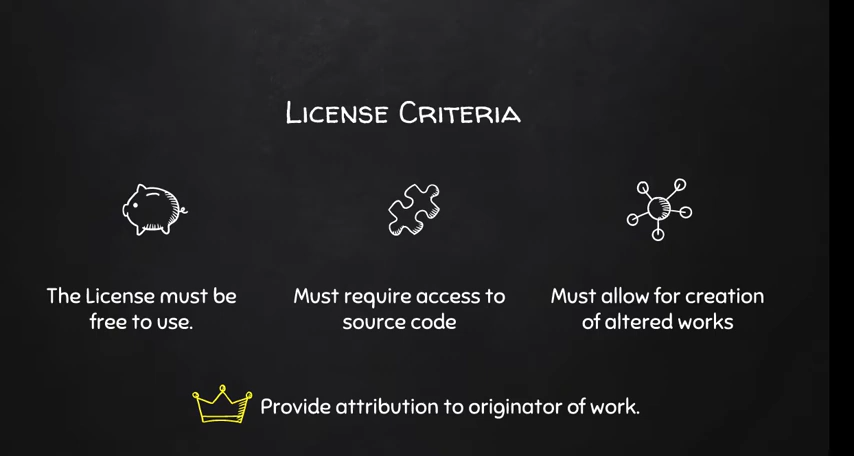 License Criteria
The License must be
free to use.
Must require access to
source code
Must allow for creation
of altered works
Provide attribution to originator of work.